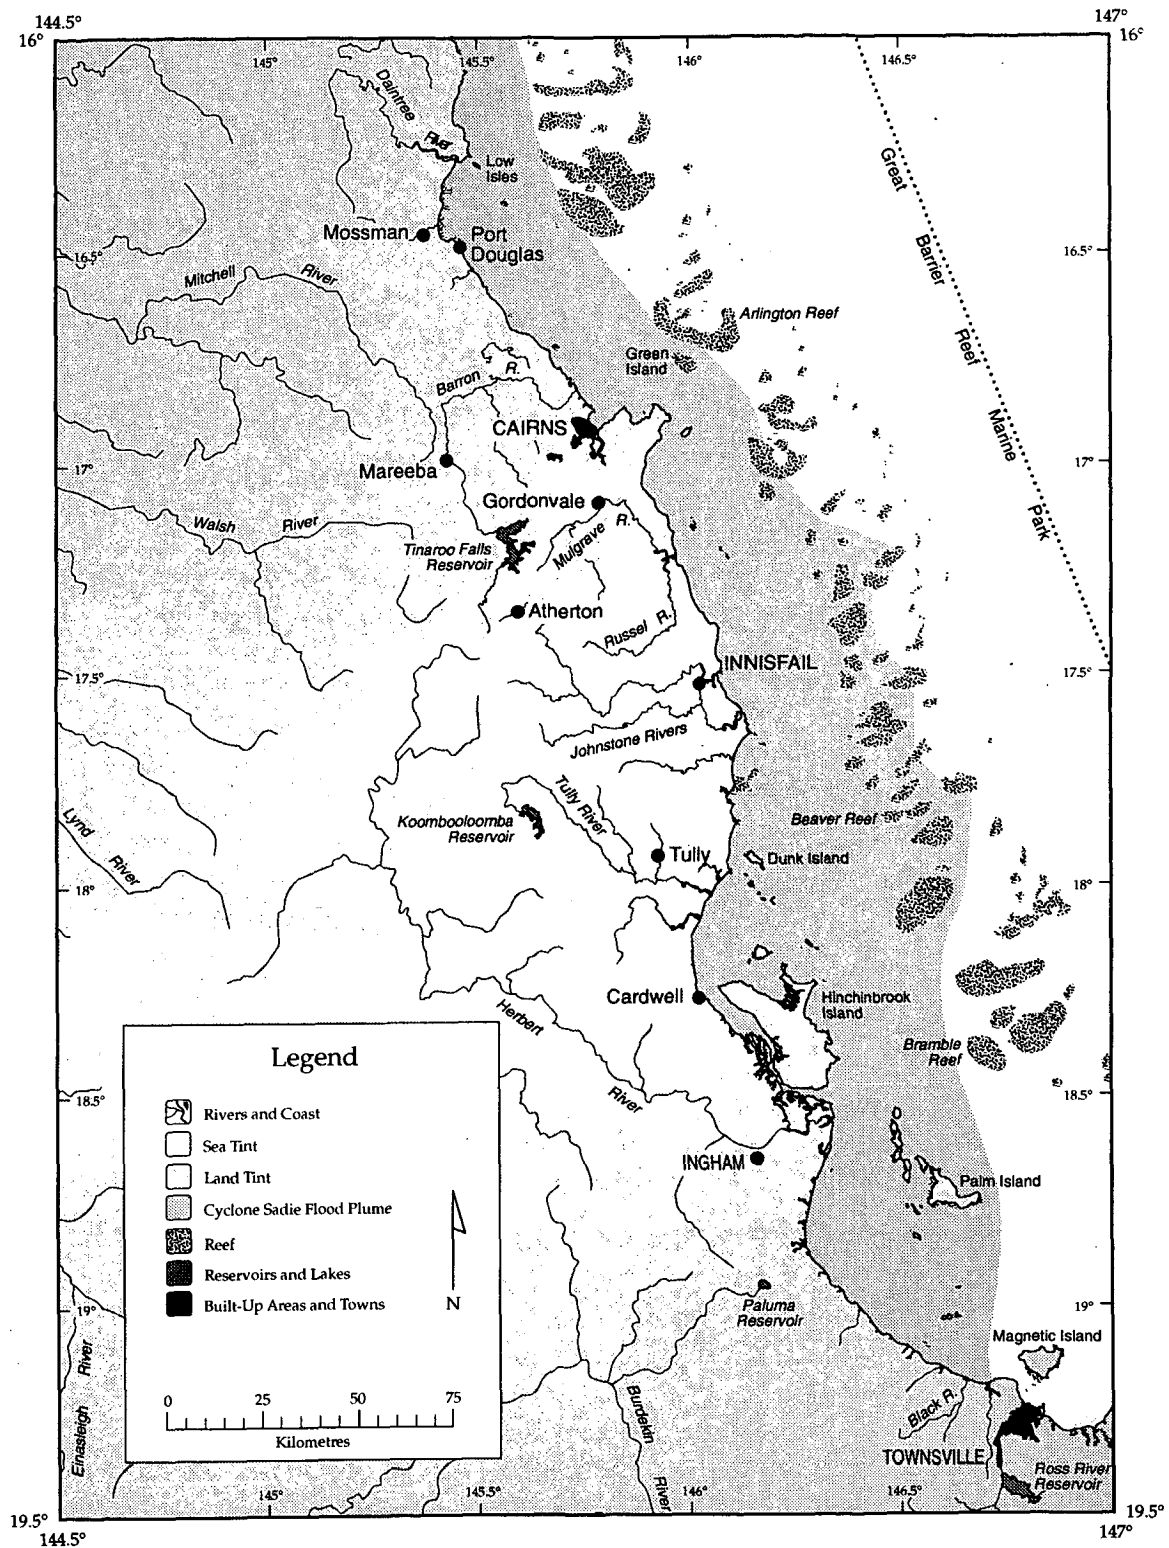 144.5°
147°
16°
16°
145°
145.5°
146°
146.5°
Daintree
River
Low
Isles
Great
Barrier
Reef
Marine
Park
Mossman
Port
Douglas
16.5°
16.5°
Mitchell
River
Arlington Reef
Green
Island
Barron
R.
CAIRNS
17°
17°
Mareeba
Gordonvale
Walsh
River
Tinaroo Falls
Reservoir
Mulgrave
R.
Atherton
Russel
R.
INNISFAIL
17.5°
17.5°
Johnstone Rivers
Tully River
Koombooloomba
Reservoir
Beaver Reef
Lynd
River
Tully
Dunk Island
18°
18°
Cardwell
Hinchinbrook
Island
Herbert
River
Bramble
Reef
18.5°
18.5°
INGHAM
Palm Island
Legend
Rivers and Coast
Sea Tint
Land Tint
Cyclone Sadie Flood Plume
Reef
Reservoirs and Lakes
Built-Up Areas and Towns
N
0 25 50 75
Kilometres
19°
19°
Paluma
Reservoir
Magnetic Island
Einasleigh
River
Burdekin
River
Black R.
TOWNSVILLE
Ross River
Reservoir
145°
145.5°
146°
146.5°
19.5°
19.5°
144.5°
147°